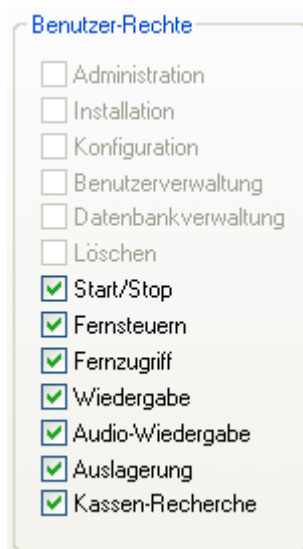 Benutzer-Rechte
Administration
Installation
Konfiguration
Benutzerverwaltung
Datenbankverwaltung
Löschen
Start/Stop
Fernsteuern
Fernzugriff
Wiedergabe
Audio-Wiedergabe
Auslagerung
Kassen-Recherche